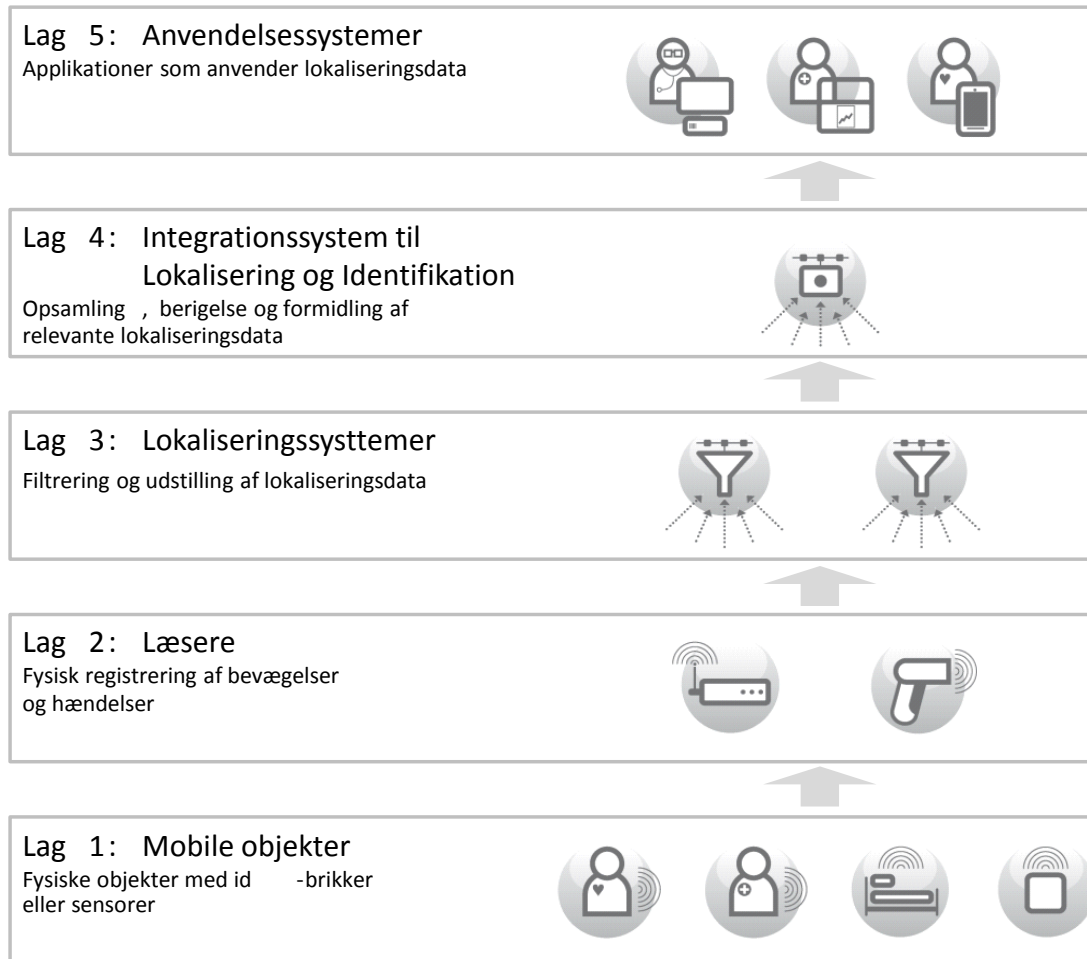 Lag 5: Anvendelsessystemer
Applikationer som anvender lokaliseringsdata
Lag 4: Integrationssystem til
Lokalisering og Identifikation
Opsamling , berigelse og formidling af
relevante lokaliseringsdata
Lag 3: Lokaliseringssysttemer
Filtrering og udstilling af lokaliseringsdata
Lag 2: Læsere
Fysisk registrering af bevægelser
og hændelser
Lag 1: Mobile objekter
Fysiske objekter med id -brikker
eller sensorer